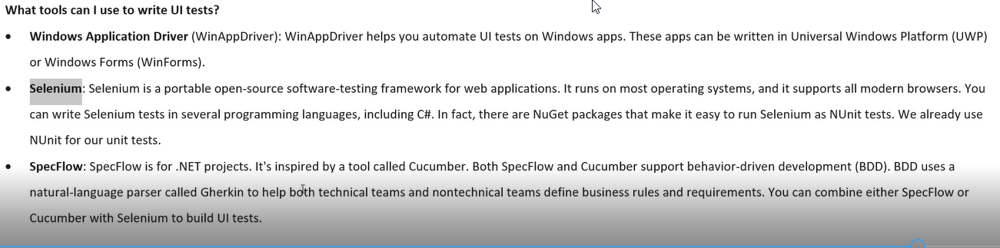 What tools can I use to write UI tests?
• Windows Application Driver (WinAppDriver): WinAppDriver helps you automate UI tests on Windows apps. These apps can be written in Universal Windows Platform (UWP)
or Windows Forms (WinForms).
• Selenium: Selenium is a portable open-source software-testing framework for web applications. It runs on most operating systems, and it supports all modern browsers. You
can write Selenium tests in several programming languages, including C#. In fact, there are NuGet packages that make it easy to run Selenium as NUnit tests. We already use
NUnit for our unit tests.
• SpecFlow: SpecFlow is for .NET projects. It's inspired by a tool called Cucumber. Both SpecFlow and Cucumber support behavior-driven development (BDD). BDD uses a
natural-language parser called Gherkin to help both technical teams and nontechnical teams define business rules and requirements. You can combine either SpecFlow or
Cucumber with Selenium to build UI tests.